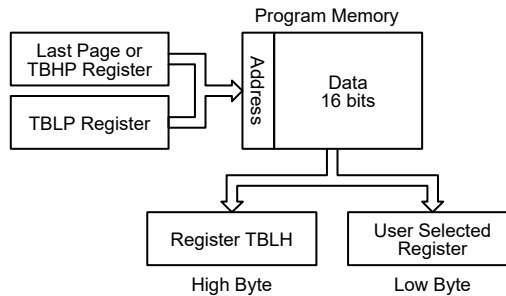 Program Memory
Last Page or
TBHP Register
TBLP Register
Address
Data
16 bits
Register TBLH
User Selected
Register
High Byte
Low Byte